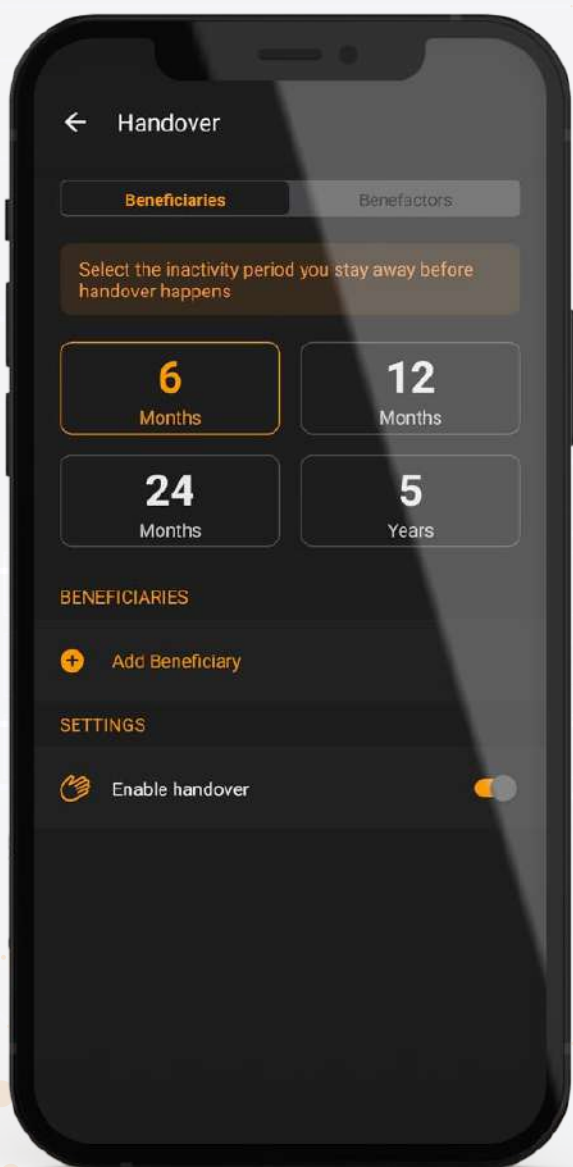 Handover
Beneficiaries
Benefactors
Select the inactivity period you stay away before
handover happens
6
Months
12
Months
24
Months
5
Years
BENEFICIARIES
Add Beneficiary
SETTINGS
Enable handover